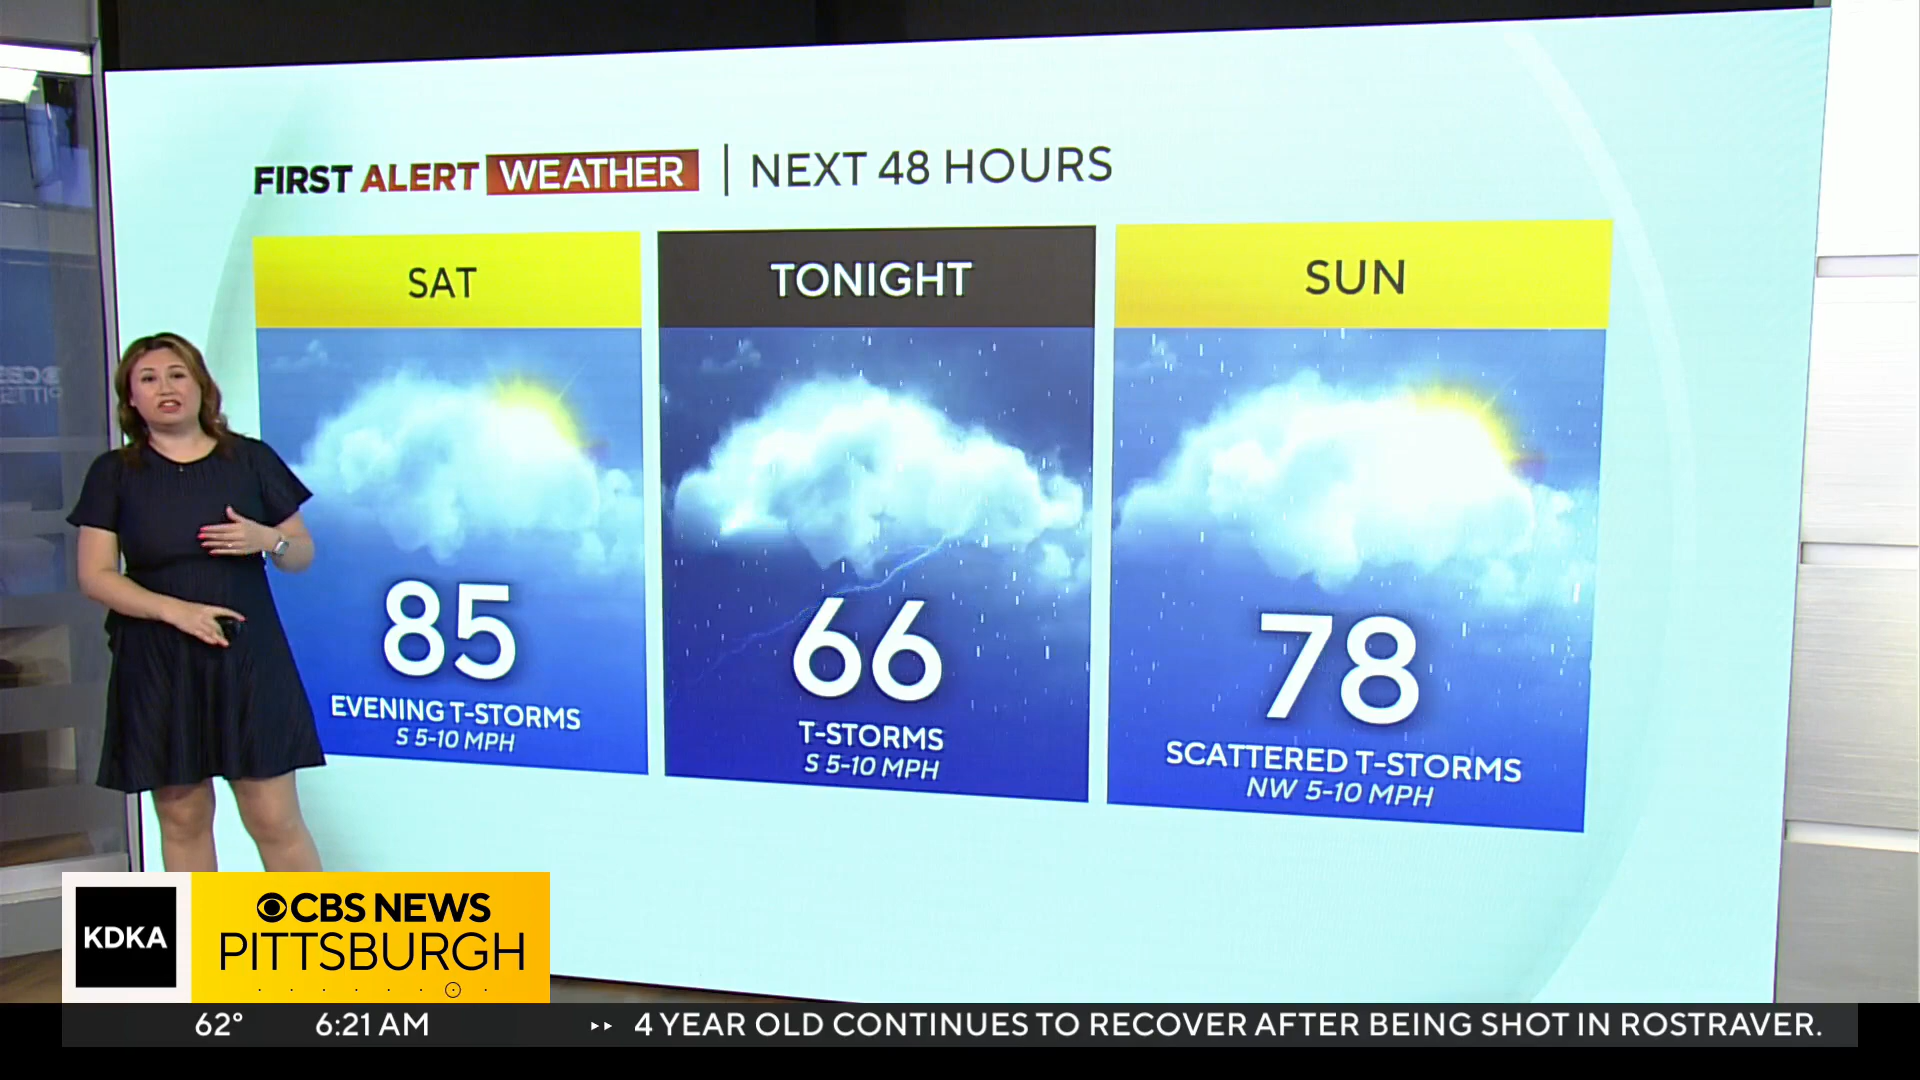 FIRST ALERT WEATHER | NEXT 48 HOURS
SAT
85
EVENING T-STORMS
S 5-10 MPH
TONIGHT
66
T-STORMS
S 5-10 MPH
SUN
78
SCATTERED T-STORMS
NW 5-10 MPH
KDKA
CBS NEWS
PITTSBURGH
62° 6:21 AM 4 YEAR OLD CONTINUES TO RECOVER AFTER BEING SHOT IN ROSTRAVER.